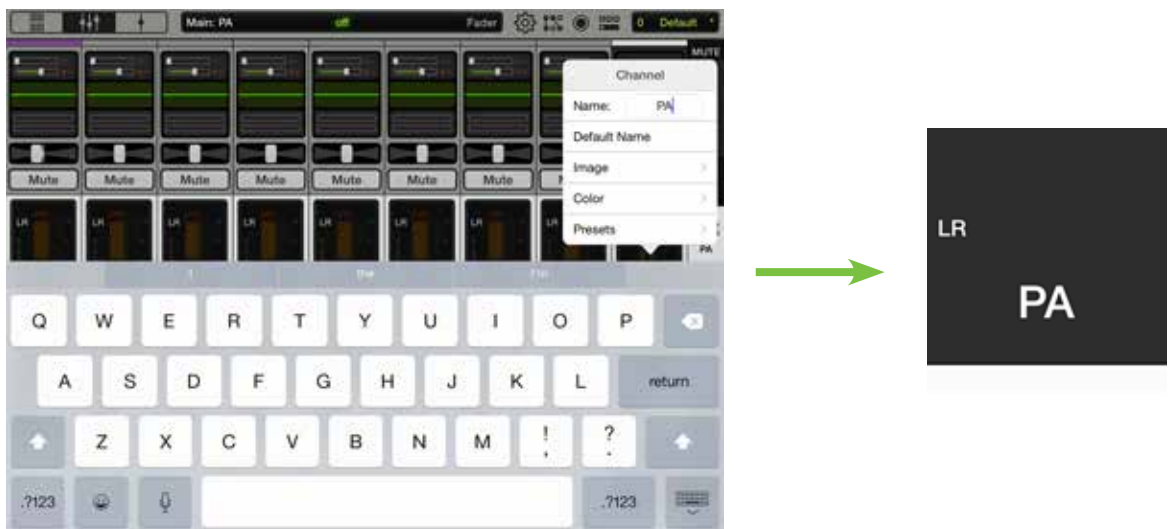 Main: PA off Fader 0 Default
MUTE
Channel
Name: PA
Default Name
Image
Color
Presets
Mute Mute Mute Mute Mute Mute Mute
LR LR LR LR LR LR LR LR
PA
I the I'm
Q W E R T Y U I O P
A S D F G H J K L return
Z X C V B N M ! , ? .
.?123 .?123
LR
PA